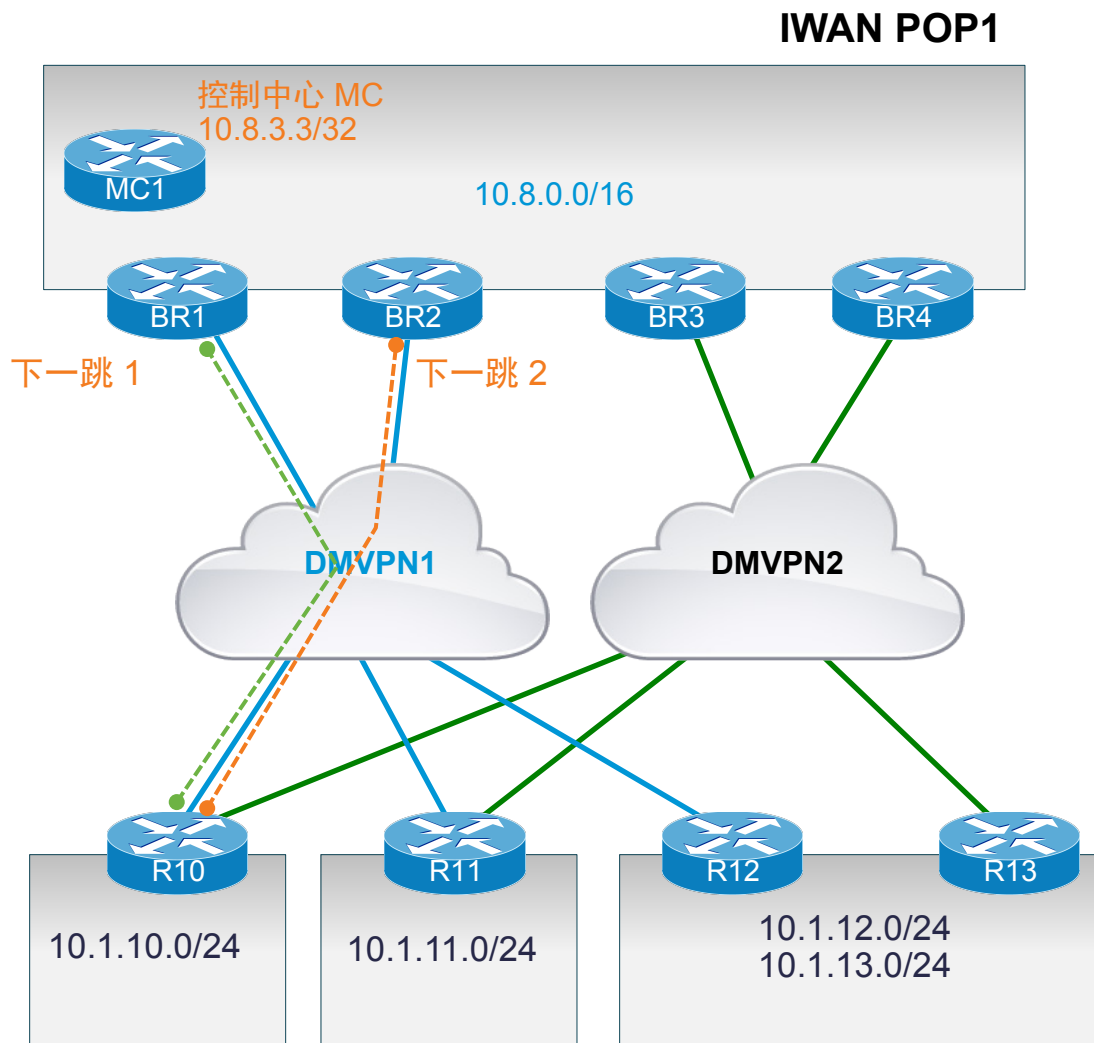 IWAN POP1
控制中心 MC
10.8.3.3/32
MC1
10.8.0.0/16
BR1
BR2
BR3
BR4
下一跳 1
下一跳 2
DMVPN1
DMVPN2
R10
R11
R12
R13
10.1.10.0/24
10.1.11.0/24
10.1.12.0/24
10.1.13.0/24